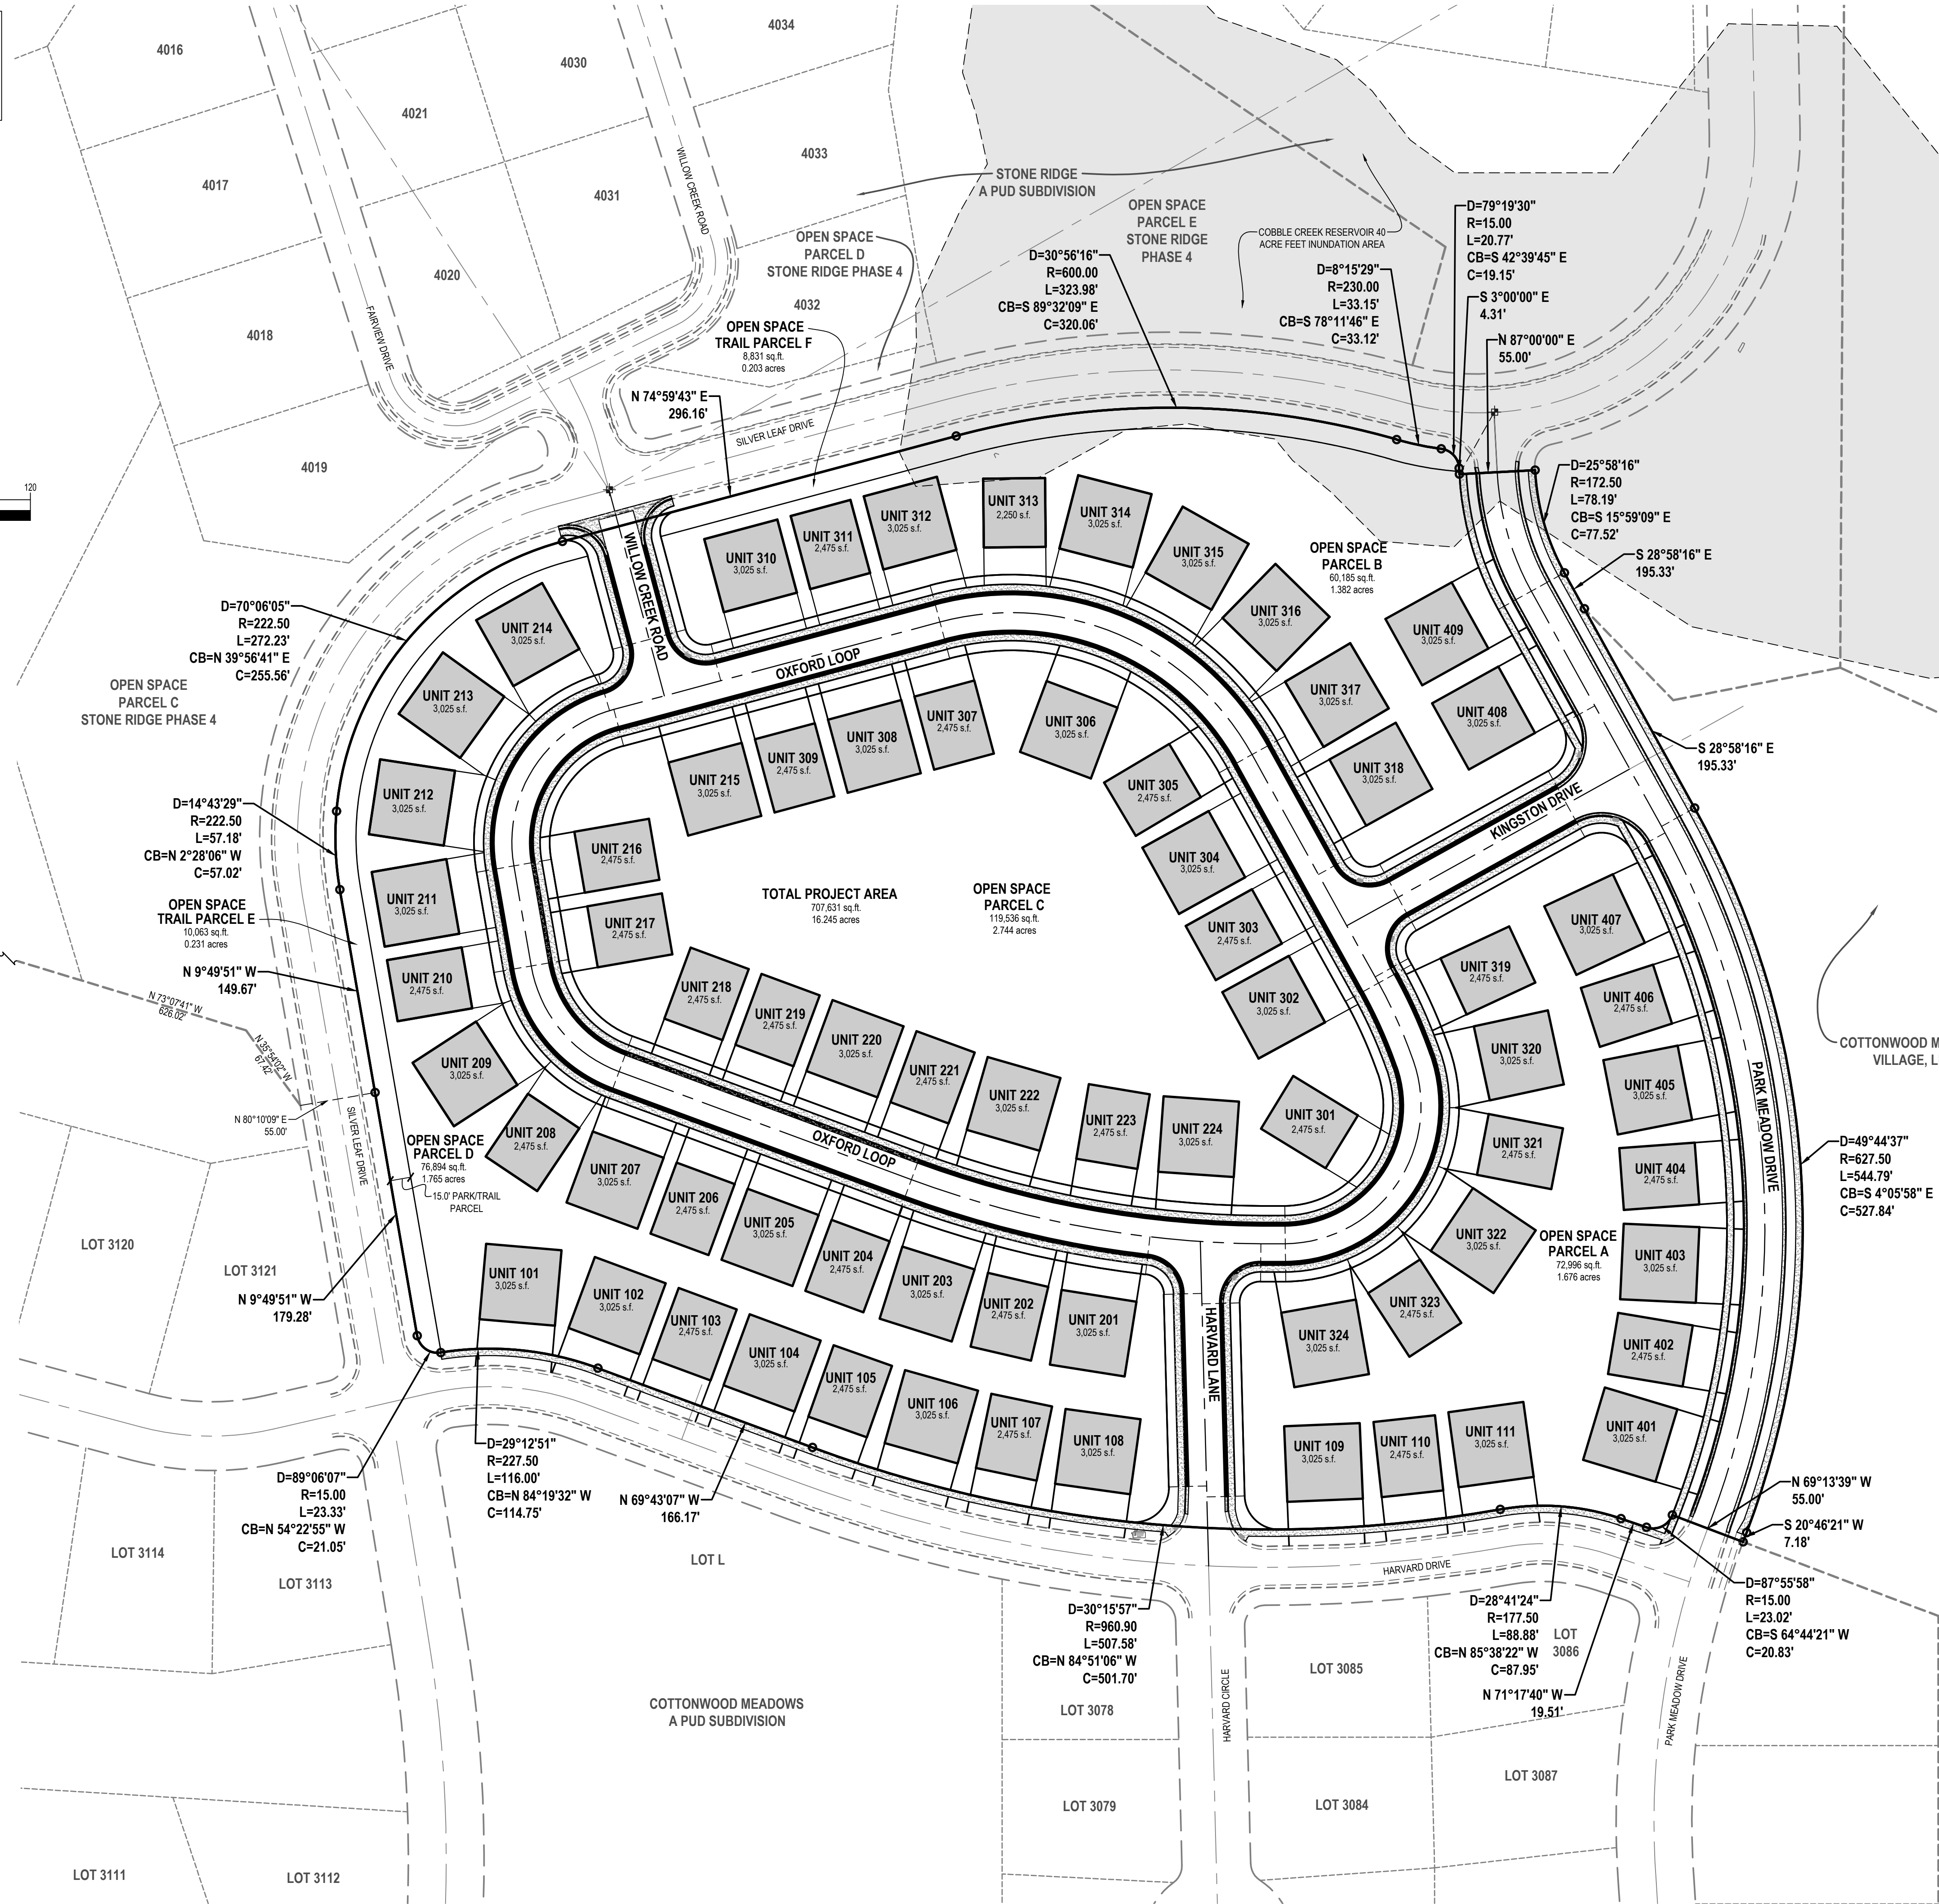 4034
4016
4030
4021
WILLOW CREEK ROAD
4033
STONE RIDGE
A PUD SUBDIVISION
4017
4031
OPEN SPACE
PARCEL E
STONE RIDGE
PHASE 4
COBBLE CREEK RESERVOIR 40
ACRE FEET INUNDATION AREA
D=79°19'30"
R=15.00
L=20.77'
CB=S 42°39'45" E
C=19.15'
OPEN SPACE
PARCEL D
STONE RIDGE PHASE 4
4020
D=30°56'16"
R=600.00
L=323.98'
CB=S 89°32'09" E
C=320.06'
D=8°15'29"
R=230.00
L=33.15'
CB=S 78°11'46" E
C=33.12'
S 3°00'00" E
4.31'
4018
FAIRVIEW DRIVE
4032
OPEN SPACE
TRAIL PARCEL F
8,831 sq.ft.
0.203 acres
N 87°00'00" E
55.00'
N 74°59'43" E
296.16'
SILVER LEAF DRIVE
4019
120
D=25°58'16"
R=172.50
L=78.19'
CB=S 15°59'09" E
C=77.52'
S 28°58'16" E
195.33'
UNIT 310
3,025 s.f.
UNIT 311
2,475 s.f.
UNIT 312
3,025 s.f.
UNIT 313
2,250 s.f.
UNIT 314
3,025 s.f.
UNIT 315
3,025 s.f.
OPEN SPACE
PARCEL B
60,185 sq.ft.
1.382 acres
WILLOW CREEK ROAD
D=70°06'05"
R=222.50
L=272.23'
CB=N 39°56'41" E
C=255.56'
UNIT 214
3,025 s.f.
UNIT 316
3,025 s.f.
UNIT 409
3,025 s.f.
OXFORD LOOP
OPEN SPACE
PARCEL C
STONE RIDGE PHASE 4
UNIT 213
3,025 s.f.
UNIT 317
3,025 s.f.
UNIT 408
3,025 s.f.
UNIT 215
3,025 s.f.
UNIT 309
2,475 s.f.
UNIT 308
3,025 s.f.
UNIT 307
2,475 s.f.
UNIT 306
3,025 s.f.
UNIT 305
2,475 s.f.
UNIT 318
3,025 s.f.
S 28°58'16" E
195.33'
D=14°43'29"
R=222.50
L=57.18'
CB=N 2°28'06" W
C=57.02'
UNIT 212
3,025 s.f.
KINGSTON DRIVE
UNIT 216
2,475 s.f.
UNIT 304
3,025 s.f.
OPEN SPACE
TRAIL PARCEL E
10,063 sq.ft.
0.231 acres
UNIT 211
3,025 s.f.
UNIT 217
2,475 s.f.
TOTAL PROJECT AREA
707,631 sq.ft.
16.245 acres
OPEN SPACE
PARCEL C
119,536 sq.ft.
2.744 acres
UNIT 303
2,475 s.f.
UNIT 407
3,025 s.f.
N 9°49'51" W
149.67'
UNIT 210
2,475 s.f.
UNIT 319
2,475 s.f.
N 73°07'41" W
626.02'
N 35°54'02" W
67.42'
UNIT 218
2,475 s.f.
UNIT 219
2,475 s.f.
UNIT 220
3,025 s.f.
UNIT 221
2,475 s.f.
UNIT 222
3,025 s.f.
UNIT 302
3,025 s.f.
UNIT 406
2,475 s.f.
UNIT 209
3,025 s.f.
UNIT 320
3,025 s.f.
COTTONWOOD M
VILLAGE, L
UNIT 405
3,025 s.f.
PARK MEADOW DRIVE
N 80°10'09" E
55.00'
SILVER LEAF DRIVE
UNIT 223
2,475 s.f.
UNIT 224
3,025 s.f.
UNIT 301
2,475 s.f.
OPEN SPACE
PARCEL D
76,894 sq.ft.
1.765 acres
15.0' PARK/TRAIL
PARCEL
UNIT 208
2,475 s.f.
OXFORD LOOP
UNIT 321
2,475 s.f.
UNIT 404
2,475 s.f.
D=49°44'37"
R=627.50
L=544.79'
CB=S 4°05'58" E
C=527.84'
UNIT 207
3,025 s.f.
UNIT 206
2,475 s.f.
UNIT 205
3,025 s.f.
UNIT 204
2,475 s.f.
UNIT 203
3,025 s.f.
UNIT 202
2,475 s.f.
UNIT 201
3,025 s.f.
UNIT 322
3,025 s.f.
OPEN SPACE
PARCEL A
72,996 sq.ft.
1.676 acres
UNIT 403
3,025 s.f.
LOT 3120
LOT 3121
N 9°49'51" W
179.28'
UNIT 101
3,025 s.f.
UNIT 102
3,025 s.f.
UNIT 103
2,475 s.f.
UNIT 104
3,025 s.f.
UNIT 105
2,475 s.f.
UNIT 106
3,025 s.f.
UNIT 107
2,475 s.f.
UNIT 108
3,025 s.f.
HARVARD LANE
UNIT 323
2,475 s.f.
UNIT 324
3,025 s.f.
UNIT 402
2,475 s.f.
UNIT 109
3,025 s.f.
UNIT 110
2,475 s.f.
UNIT 111
3,025 s.f.
UNIT 401
3,025 s.f.
D=89°06'07"
R=15.00
L=23.33'
CB=N 54°22'55" W
C=21.05'
D=29°12'51"
R=227.50
L=116.00'
CB=N 84°19'32" W
C=114.75'
N 69°43'07" W
166.17'
N 69°13'39" W
55.00'
S 20°46'21" W
7.18'
LOT 3114
LOT 3113
LOT L
HARVARD DRIVE
D=30°15'57"
R=960.90
L=507.58'
CB=N 84°51'06" W
C=501.70'
D=28°41'24"
R=177.50
L=88.88'
CB=N 85°38'22" W
C=87.95'
LOT
3086
D=87°55'58"
R=15.00
L=23.02'
CB=S 64°44'21" W
C=20.83'
N 71°17'40" W
19.51'
LOT 3085
COTTONWOOD MEADOWS
A PUD SUBDIVISION
LOT 3078
HARVARD CIRCLE
PARK MEADOW DRIVE
LOT 3087
LOT 3079
LOT 3084
LOT 3111
LOT 3112